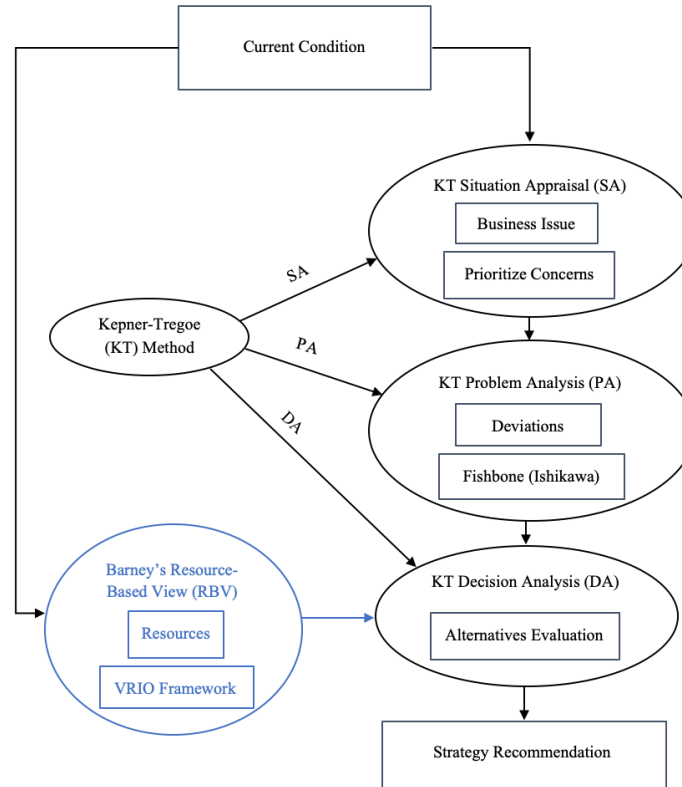 Current Condition
KT Situation Appraisal (SA)
Business Issue
Prioritize Concerns
SA
Kepner-Tregoe
(KT) Method
PA
KT Problem Analysis (PA)
Deviations
Fishbone (Ishikawa)
DA
Barney's Resource-
Based View (RBV)
Resources
VRIO Framework
KT Decision Analysis (DA)
Alternatives Evaluation
Strategy Recommendation